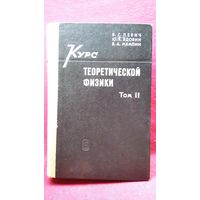 В. Г. ЛЕВИЧ
Ю. А. ВДОВИН
В. А. МЯМЛИН
Курс
ТЕОРЕТИЧЕСКОЙ
ФИЗИКИ
Том II